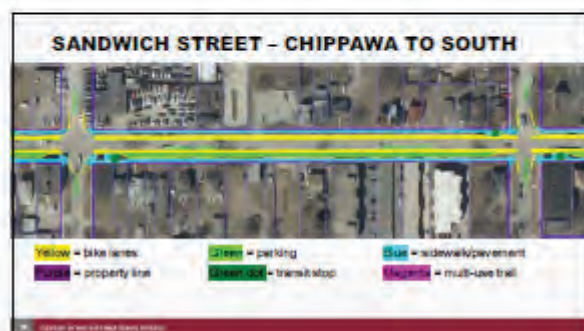 SANDWICH STREET – CHIPPAWA TO SOUTH
Yellow = bike lanes
Green = parking
Blue = sidewalk/pavement
Purple = property line
Green dot = transit stop
Magenta = multi-use trail